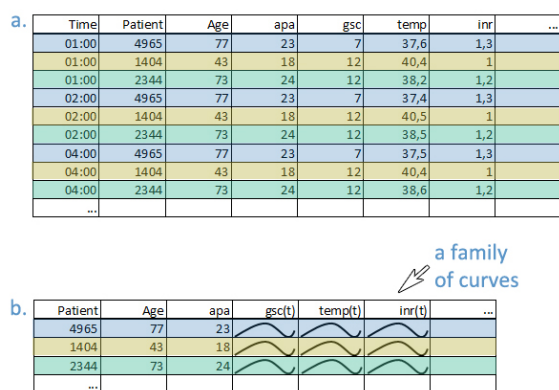 a.
Time Patient Age apa gsc temp inr ...
01:00 4965 77 23 7 37,6 1,3
01:00 1404 43 18 12 40,4 1
01:00 2344 73 24 12 38,2 1,2
02:00 4965 77 23 7 37,4 1,3
02:00 1404 43 18 12 40,5 1
02:00 2344 73 24 12 38,5 1,2
04:00 4965 77 23 7 37,5 1,3
04:00 1404 43 18 12 40,4 1
04:00 2344 73 24 12 38,6 1,2
...
a family
of curves
b.
Patient Age apa gsc(t) temp(t) inr(t) ...
4965 77 23
1404 43 18
2344 73 24
...